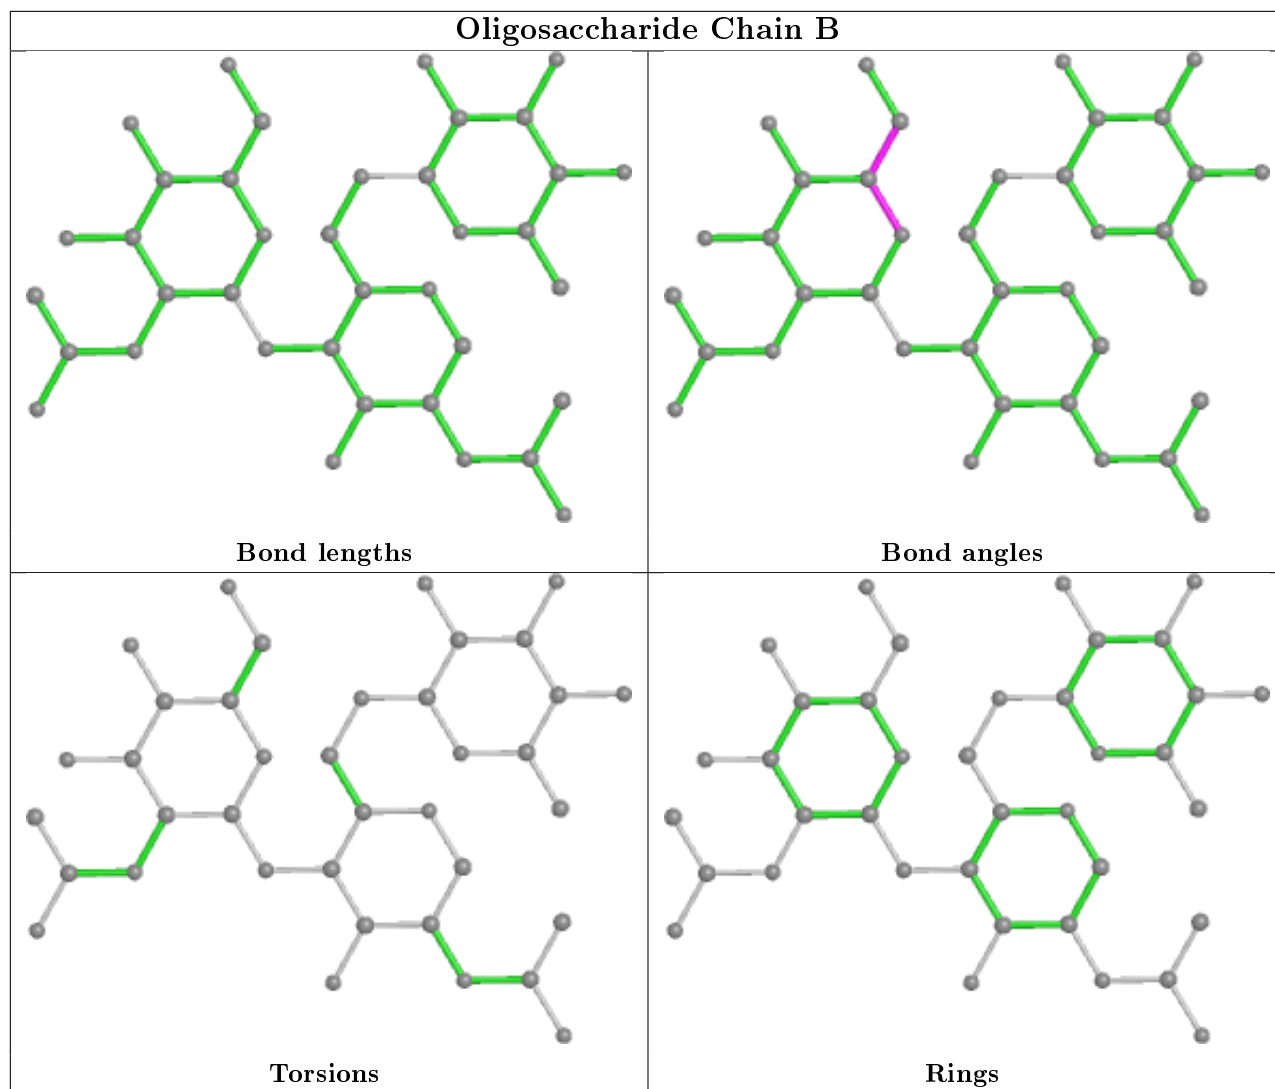 Oligosaccharide Chain B
Bond lengths
Bond angles
Torsions
Rings